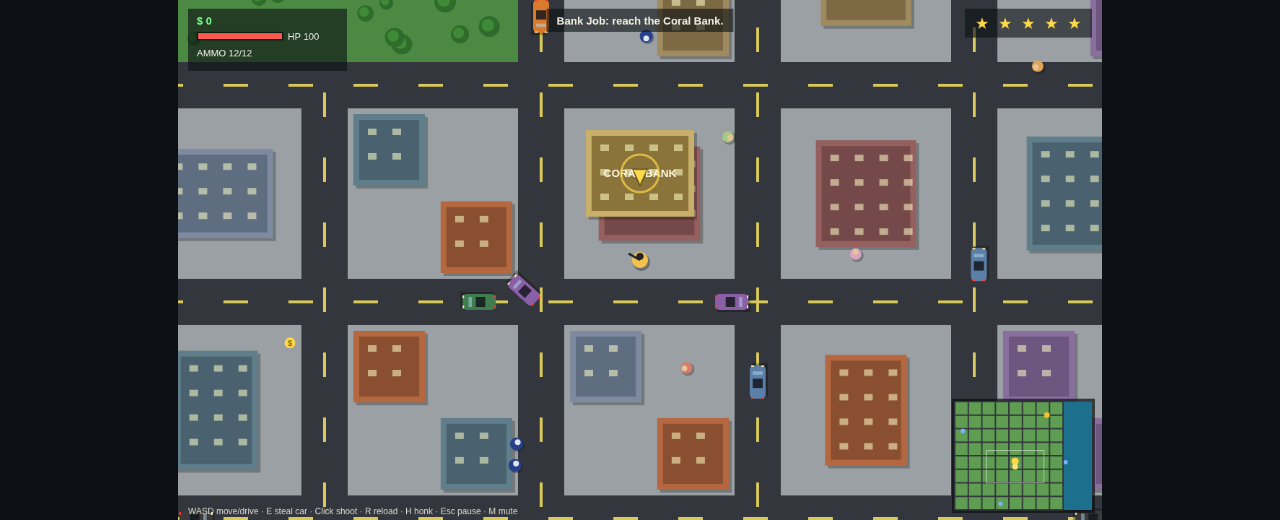 $ 0
Bank Job: reach the Coral Bank.
★ ★ ★ ★ ★
HP 100
AMMO 12/12
CORAL BANK
$
WASD move/drive · E steal car · Click shoot · R reload · H honk · Esc pause · M mute